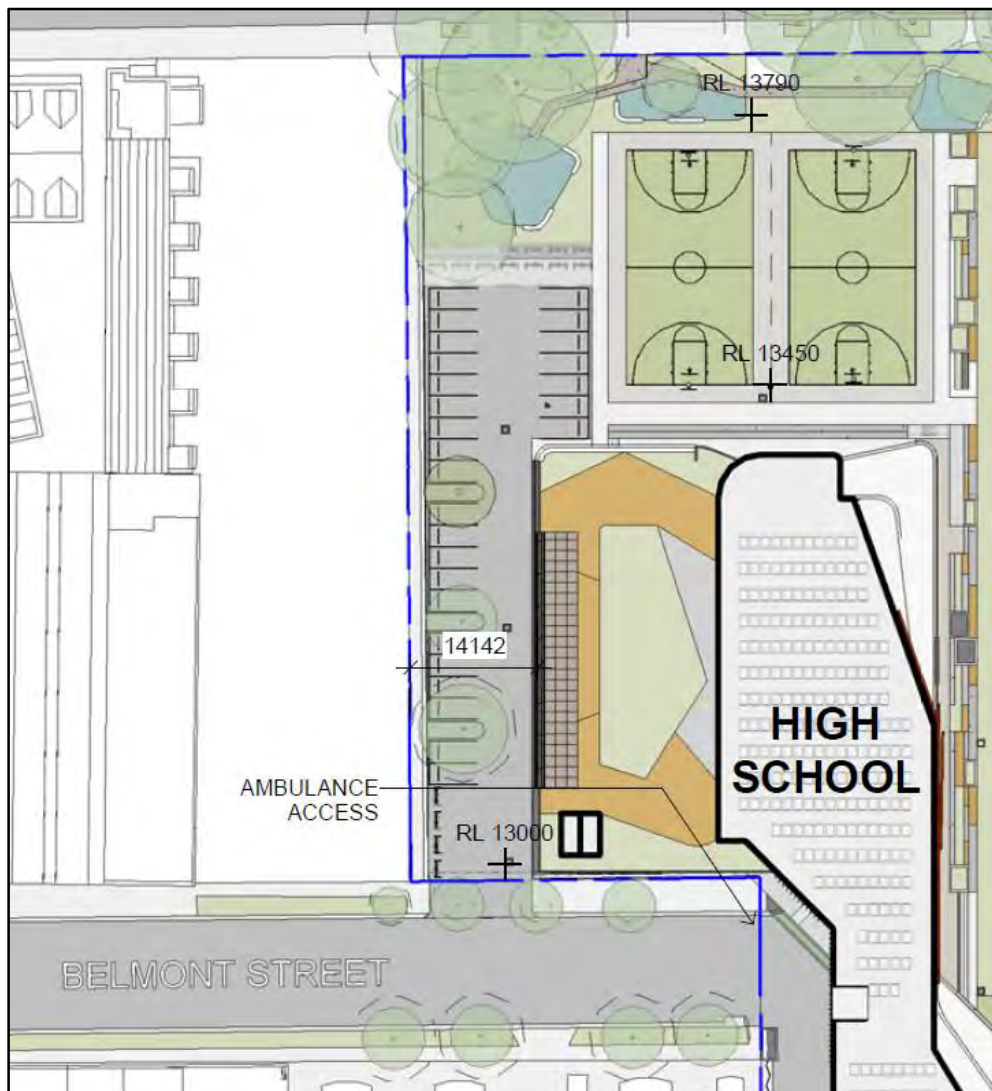 RL 13790
RL 13450
14142
HIGH
SCHOOL
AMBULANCE
ACCESS
RL 13000
BELMONT STREET